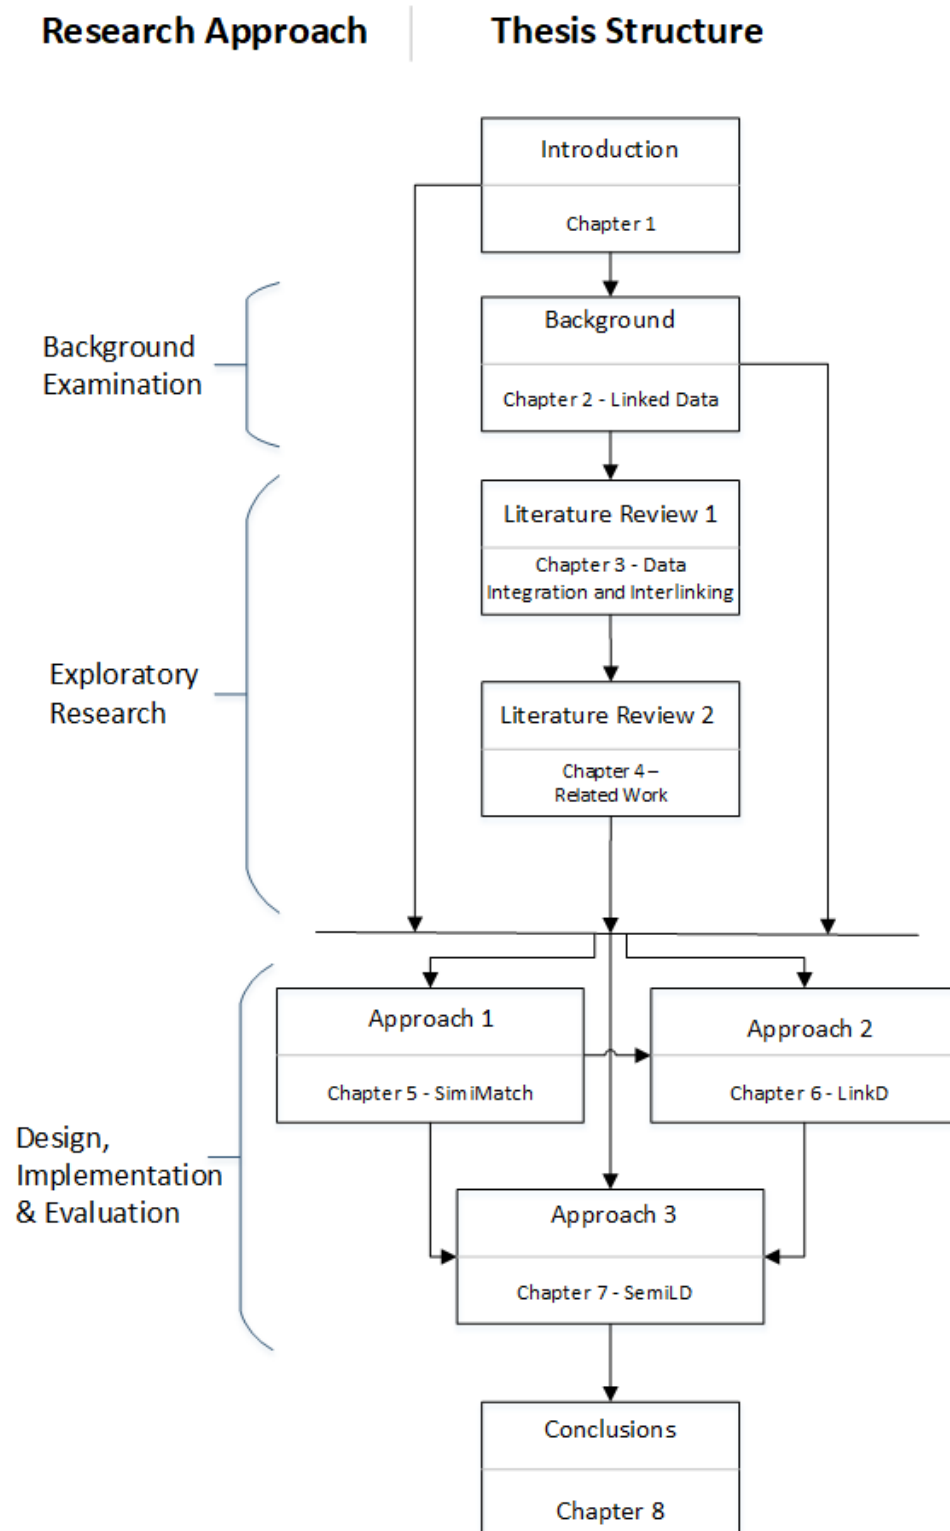 Research Approach
Thesis Structure
Introduction
Chapter 1
Background
Examination
Background
Chapter 2 - Linked Data
Literature Review 1
Chapter 3 - Data
Integration and Interlinking
Exploratory
Research
Literature Review 2
Chapter 4 –
Related Work
Approach 1
Chapter 5 - SimiMatch
Approach 2
Chapter 6 - LinkD
Design,
Implementation
& Evaluation
Approach 3
Chapter 7 - SemiLD
Conclusions
Chapter 8